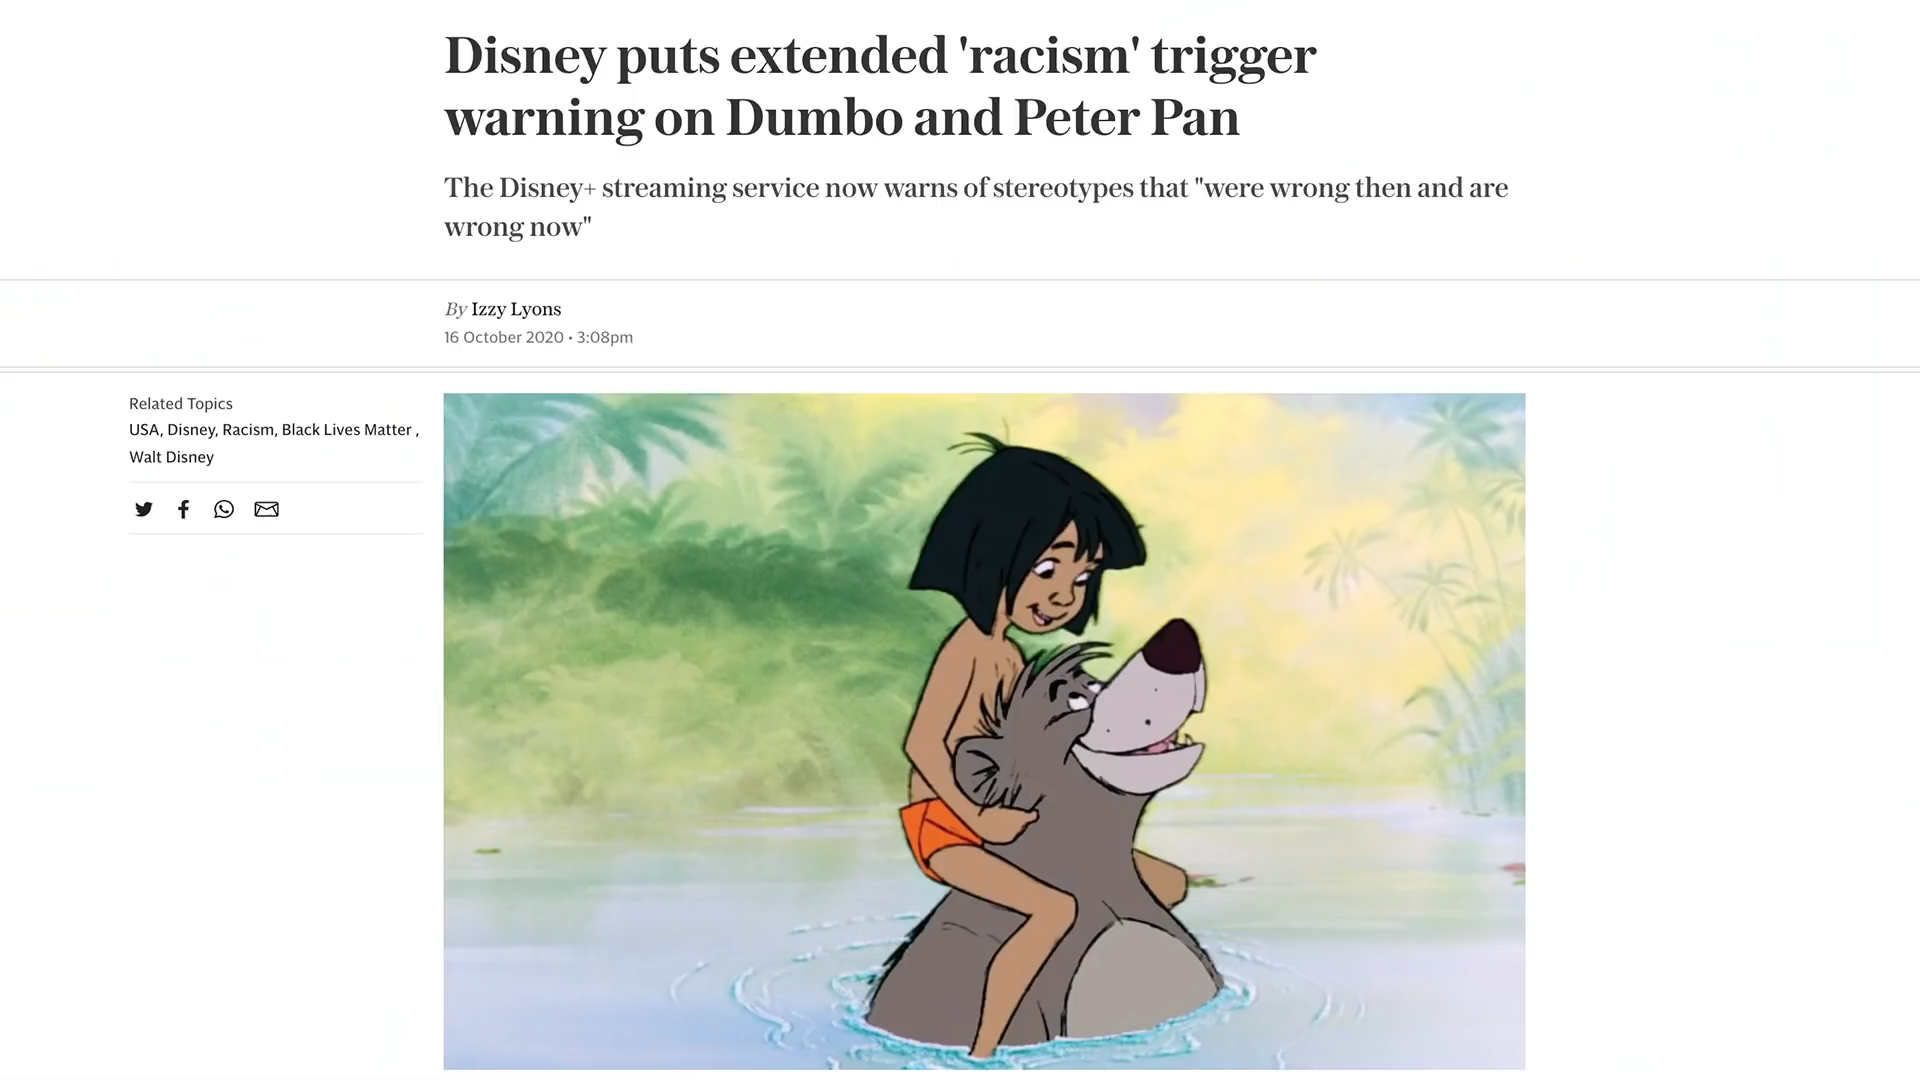 Disney puts extended 'racism' trigger
warning on Dumbo and Peter Pan
The Disney+ streaming service now warns of stereotypes that "were wrong then and are
wrong now"
By Izzy Lyons
16 October 2020 • 3:08pm
Related Topics
USA, Disney, Racism, Black Lives Matter ,
Walt Disney